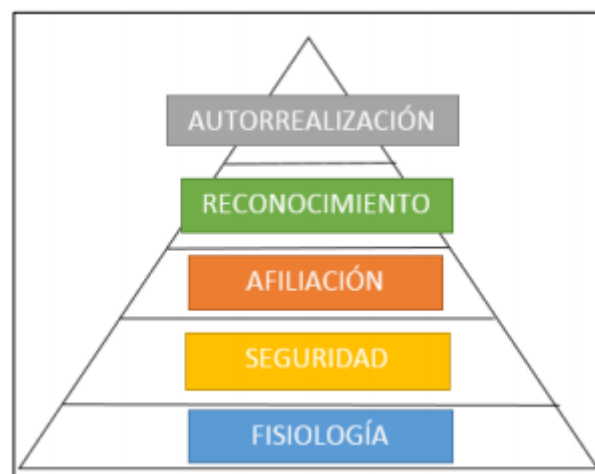 AUTORREALIZACIÓN
RECONOCIMIENTO
AFILIACIÓN
SEGURIDAD
FISIOLOGÍA